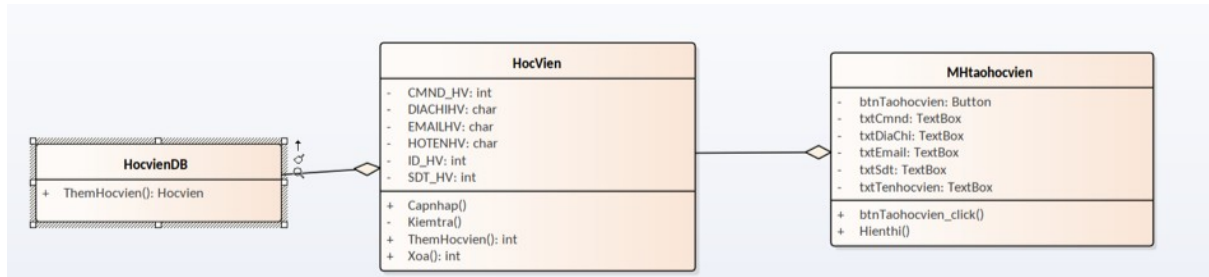 HocvienDB
+ ThemHocvien(): Hocvien
HocVien
- CMND_HV: int
- DIACHIHV: char
- EMAILHV: char
- HOTENHV: char
- ID_HV: int
- SDT_HV: int
+ Capnhap()
- Kiemtra()
+ ThemHocvien(): int
+ Xoa(): int
MHtaohocvien
- btnTaohocvien: Button
- txtCmnd: TextBox
- txtDiaChi: TextBox
- txtEmail: TextBox
- txtSdt: TextBox
- txtTenhocvien: TextBox
+ btnTaohocvien_click()
+ Hienthi()